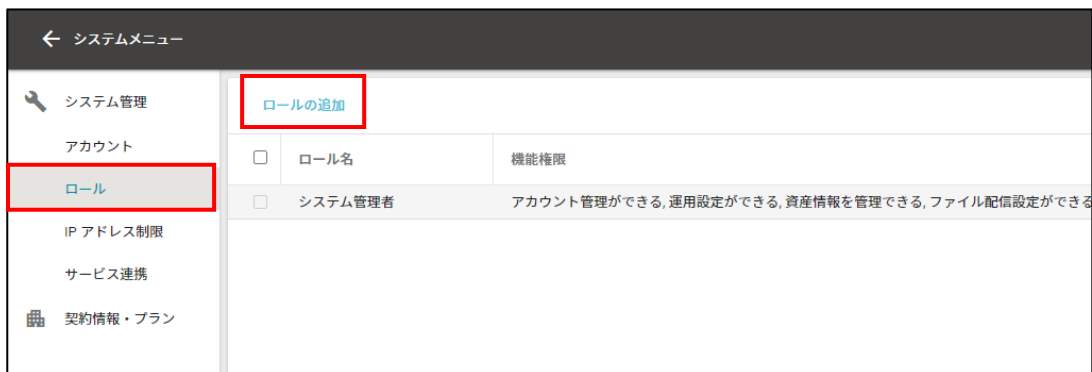 システムメニュー
システム管理
アカウント
ロール
IP アドレス制限
サービス連携
契約情報・プラン
ロールの追加
ロール名 機能権限
システム管理者 アカウント管理ができる, 運用設定ができる, 資産情報を管理できる, ファイル配信設定ができる